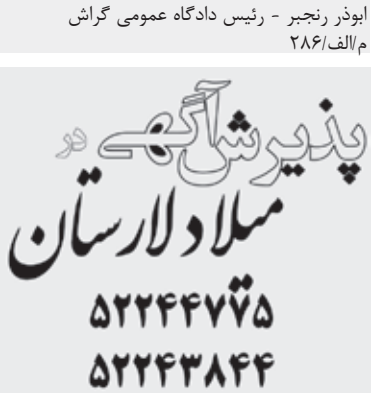 ابوذر رنجبر - رئیس دادگاه عمومی گراش
م/الف/۲۸۶
پذیرش آگهی در
میلاد لارستان
۵۲۲۴۴۷۷۵
۵۲۲۴۳۸۴۴